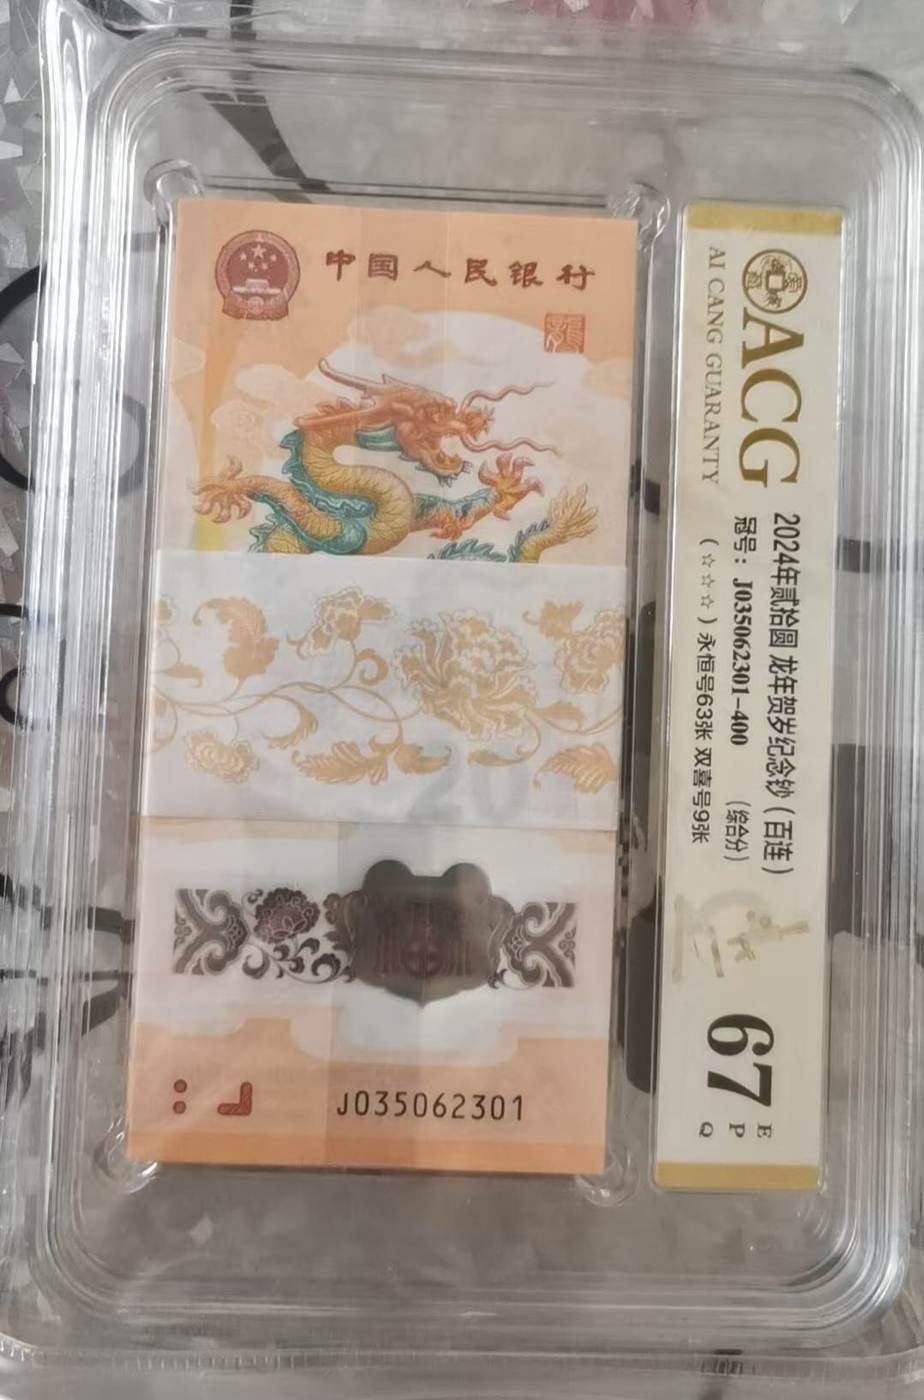 中国人民银行
J035062301
ACG
AI CANG GUARANTY
2024年贰拾圆 龙年贺岁纪念钞（百连）
冠号：J035062301-400 （综合分）
（☆☆☆）永恒号63张 双喜号9张
67
E
P
Q